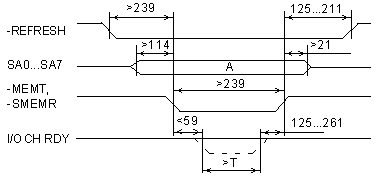 >239 125...211
-REFRESH
>114 >21
SA0...SA7 A
>239
-MEMT,
-SMEMR
<59 125...261
I/O CH RDY
>T